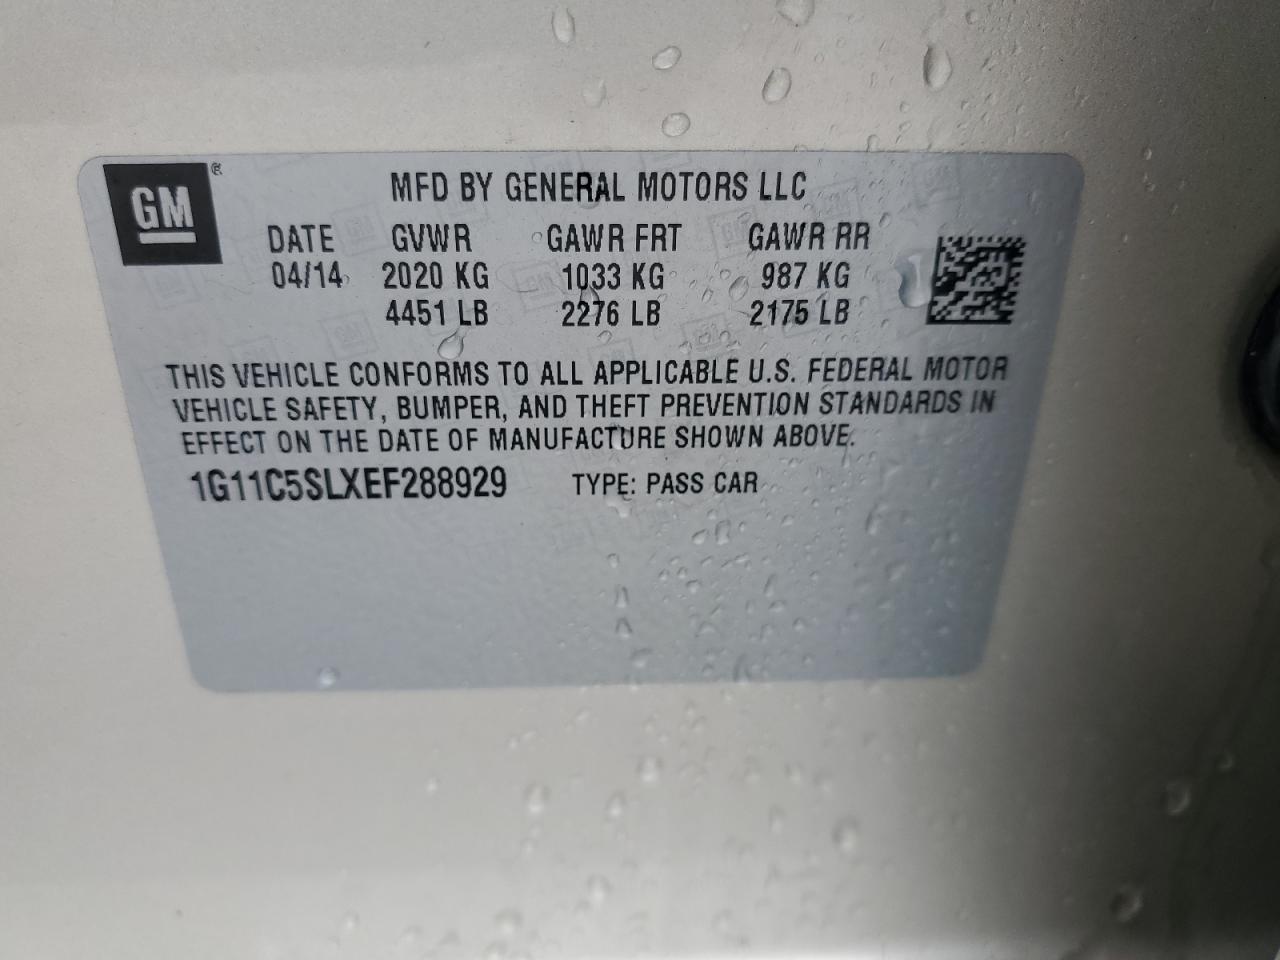 GM ®
MFD BY GENERAL MOTORS LLC
DATE GVWR GAWR FRT GAWR RR
04/14 2020 KG 1033 KG 987 KG
4451 LB 2276 LB 2175 LB
THIS VEHICLE CONFORMS TO ALL APPLICABLE U.S. FEDERAL MOTOR
VEHICLE SAFETY, BUMPER, AND THEFT PREVENTION STANDARDS IN
EFFECT ON THE DATE OF MANUFACTURE SHOWN ABOVE.
1G11C5SLXEF288929 TYPE: PASS CAR